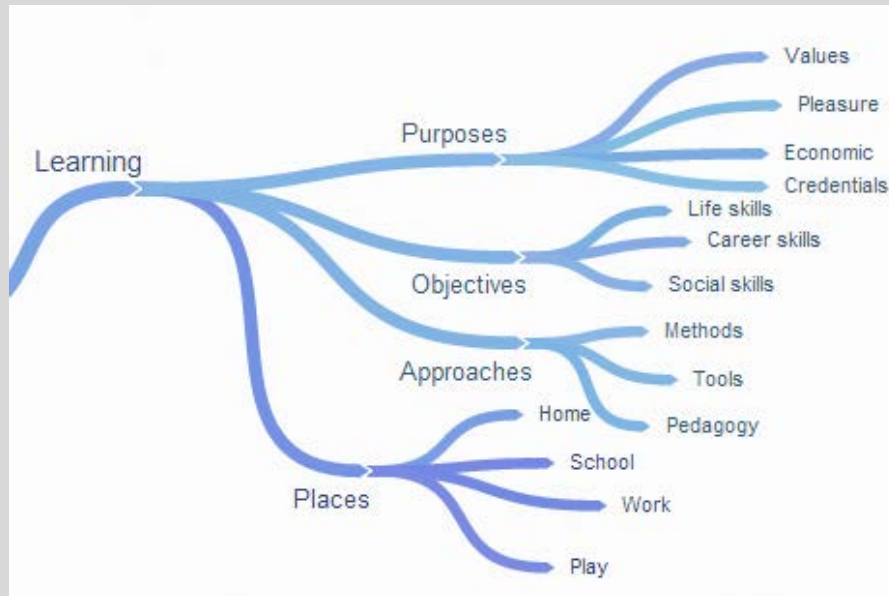 Learning
Purposes
Values
Pleasure
Economic
Credentials
Objectives
Life skills
Career skills
Social skills
Approaches
Methods
Tools
Pedagogy
Places
Home
School
Work
Play